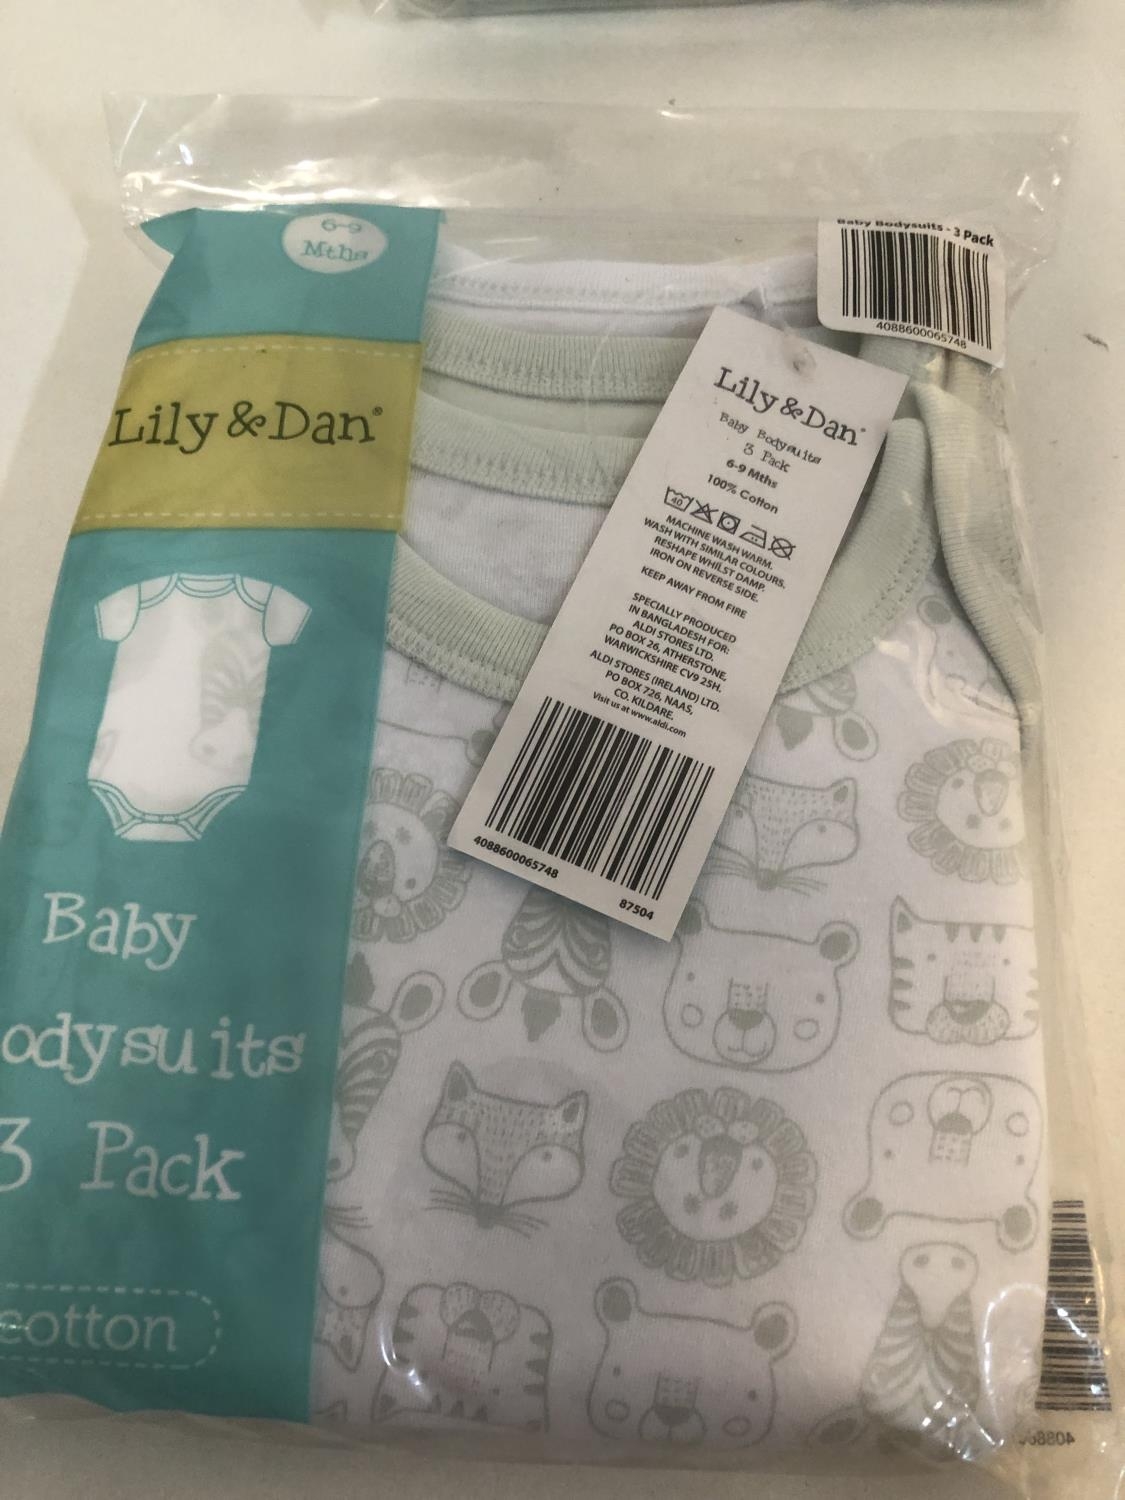 6-9
Mths
Lily & Dan®
Baby
odysuits
3 Pack
cotton
Baby Bodysuits - 3 Pack
4088600065748
Lily & Dan®
Baby Bodysuits
3 Pack
6-9 Mths
100% Cotton
40
MACHINE WASH WARM.
WASH WITH SIMILAR COLOURS.
RESHAPE WHILST DAMP.
IRON ON REVERSE SIDE.
KEEP AWAY FROM FIRE
SPECIALLY PRODUCED
IN BANGLADESH FOR:
ALDI STORES LTD.
PO BOX 26, ATHERSTONE,
WARWICKSHIRE CV9 2SH.
ALDI STORES (IRELAND) LTD.
PO BOX 726, NAAS,
CO. KILDARE.
Visit us at www.aldi.com
4088600065748
87504